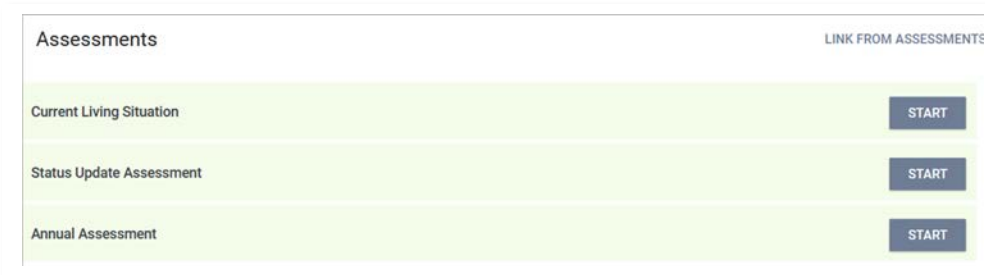 Assessments
LINK FROM ASSESSMENTS
Current Living Situation
START
Status Update Assessment
START
Annual Assessment
START